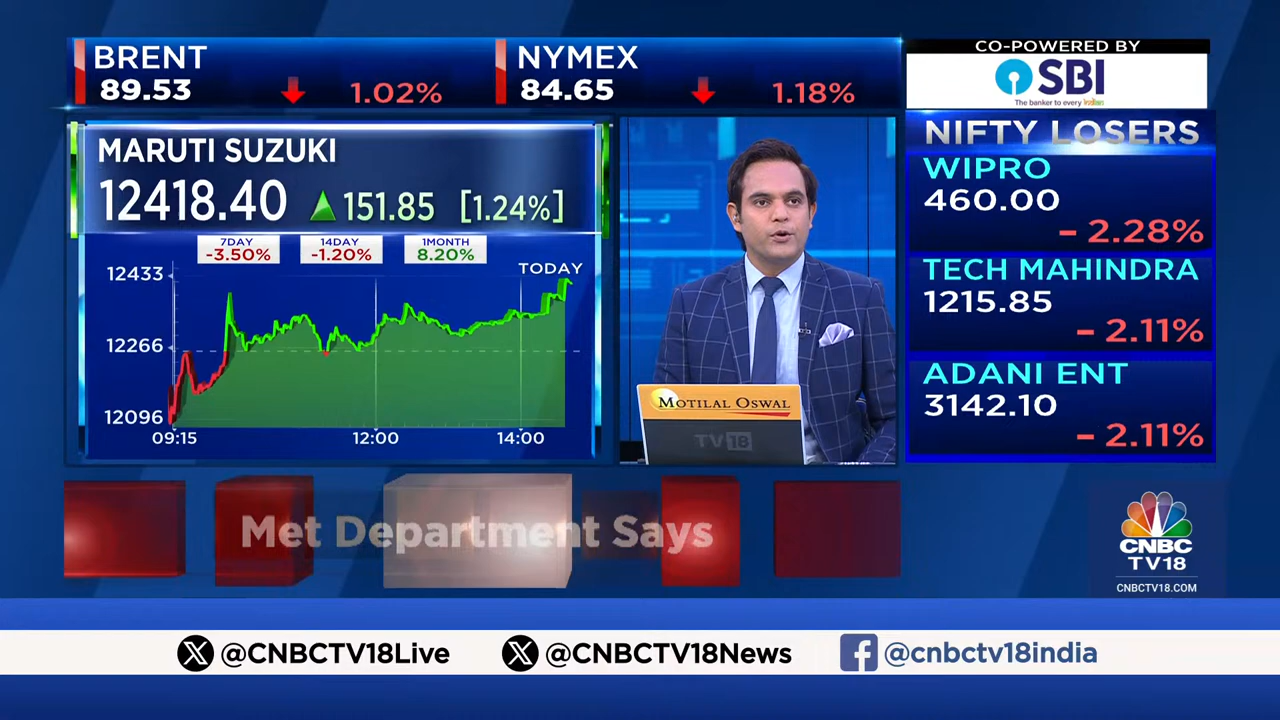 BRENT
89.53 1.02%
NYMEX
84.65 1.18%
CO-POWERED BY
SBI
The banker to every Indian
MARUTI SUZUKI
12418.40 151.85 [1.24%]
7DAY
-3.50%
14DAY
-1.20%
1MONTH
8.20%
TODAY
12433
12266
12096
09:15 12:00 14:00
MOTILAL OSWAL
TV18
NIFTY LOSERS
WIPRO
460.00
- 2.28%
TECH MAHINDRA
1215.85
- 2.11%
ADANI ENT
3142.10
- 2.11%
Met Department Says
CNBC
TV18
CNBCTV18.COM
@CNBCTV18Live
@CNBCTV18News
@cnbctv18india